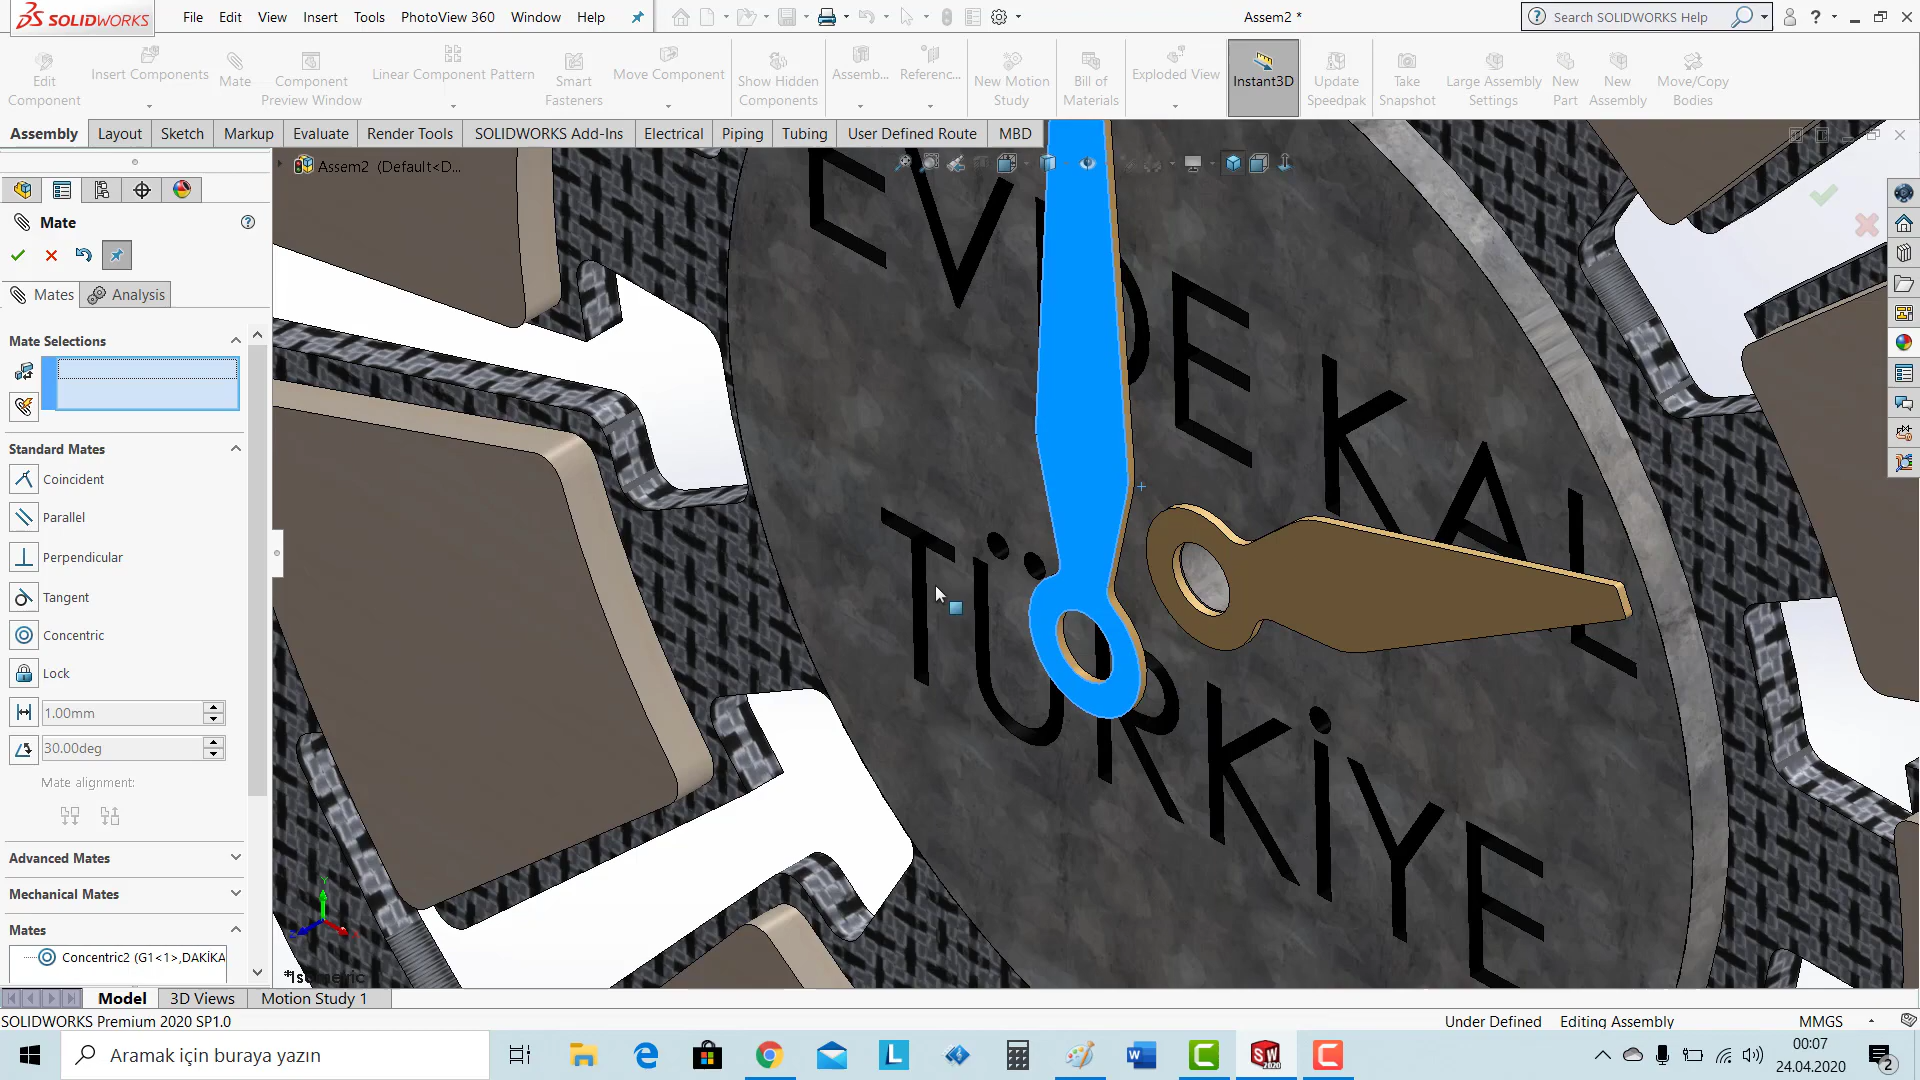 SOLIDWORKS
File Edit View Insert Tools PhotoView 360 Window Help
Assem2 *
Search SOLIDWORKS Help
Edit Component
Insert Components
Mate
Component Preview Window
Linear Component Pattern
Smart Fasteners
Move Component
Show Hidden Components
Assemb...
Referenc...
New Motion Study
Bill of Materials
Exploded View
Instant3D
Update Speedpak
Take Snapshot
Large Assembly Settings
New Part
New Assembly
Move/Copy Bodies
Assembly Layout Sketch Markup Evaluate Render Tools SOLIDWORKS Add-Ins Electrical Piping Tubing User Defined Route MBD
Assem2 (Default<D...
Mate
Mates Analysis
Mate Selections
Standard Mates
Coincident
Parallel
Perpendicular
Tangent
Concentric
Lock
1.00mm
30.00deg
Mate alignment:
Advanced Mates
Mechanical Mates
Mates
Concentric2 (G1<1>,DAKİKA
EVDE KAL
TÜRKİYE
*Isometric
Model 3D Views Motion Study 1
SOLIDWORKS Premium 2020 SP1.0
Under Defined Editing Assembly MMGS
Aramak için buraya yazın
00:07
24.04.2020
2